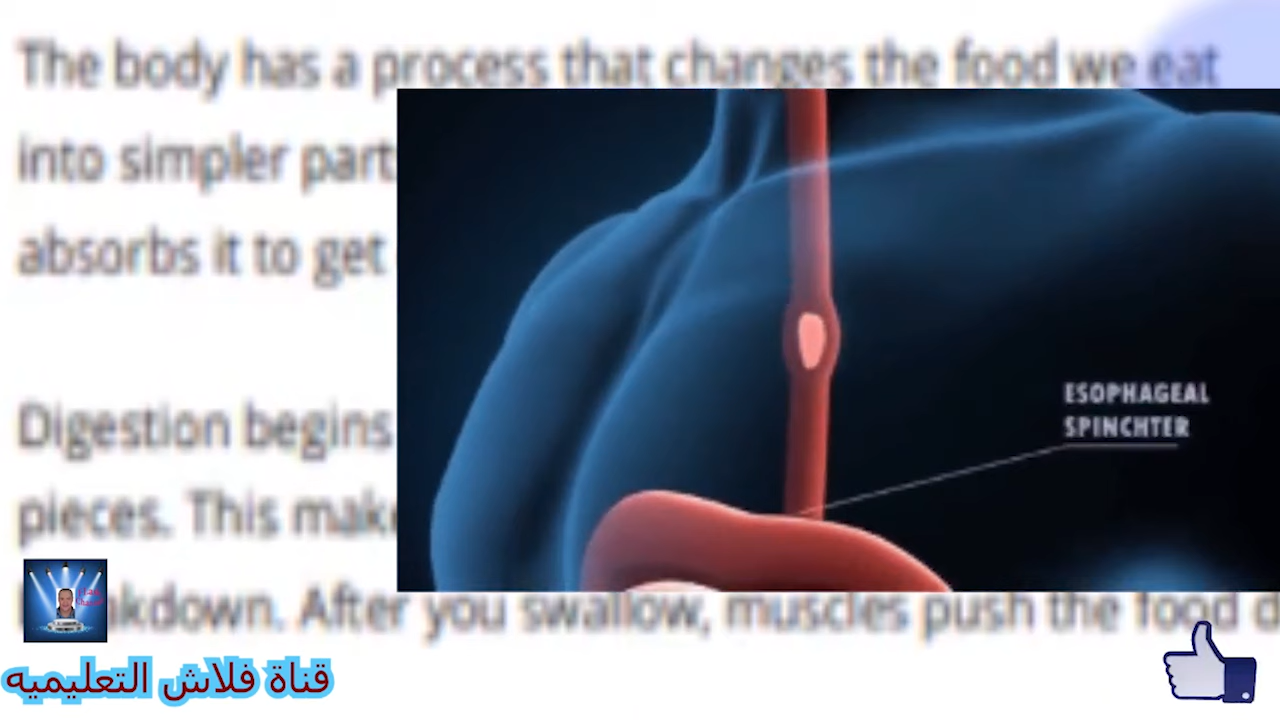 The body has a process that changes the food we eat
into simpler part
absorbs it to get
ESOPHAGEAL
SPINCHTER
Digestion begins
pieces. This make
akdown. After you swallow, muscles push the food d
قناة فلاش التعليميه